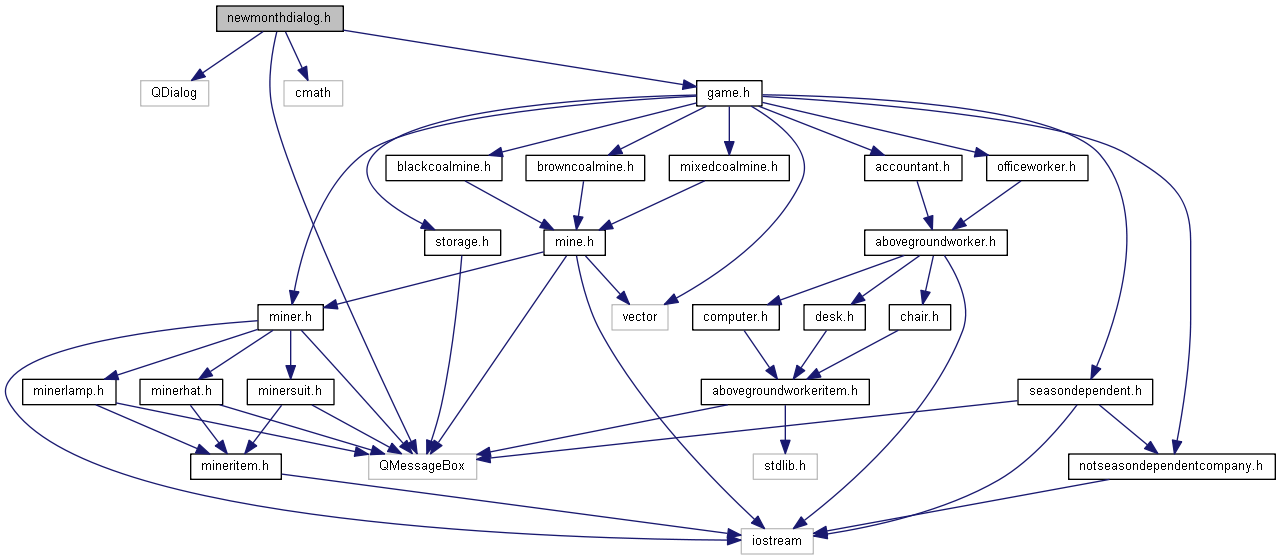 newmonthdialog.h
QDialog
cmath
game.h
blackcoalmine.h
browncoalmine.h
mixedcoalmine.h
accountant.h
officeworker.h
storage.h
mine.h
abovegroundworker.h
miner.h
vector
computer.h
desk.h
chair.h
minerlamp.h
minerhat.h
minersuit.h
abovegroundworkeritem.h
seasondependent.h
mineritem.h
QMessageBox
stdlib.h
notseasondependentcompany.h
iostream